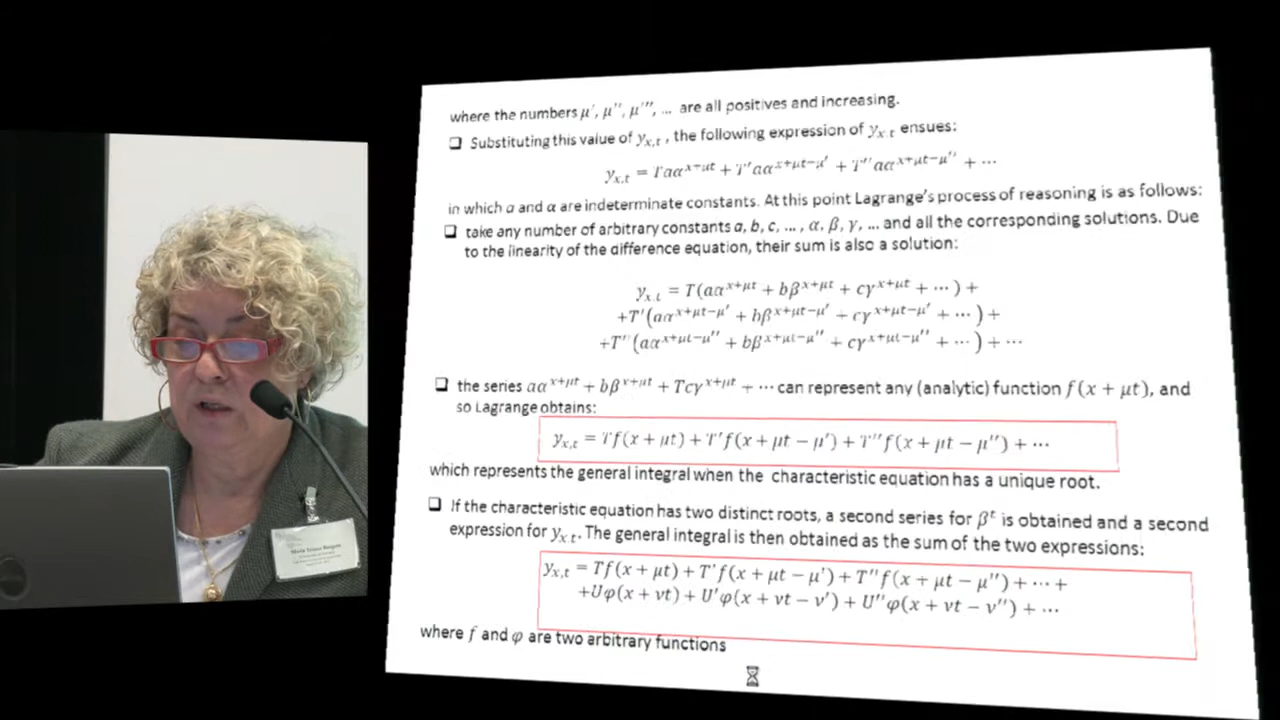 where the numbers μ′, μ″, μ‴, ... are all positives and increasing.
❑ Substituting this value of yₓ,ₜ , the following expression of yₓ,ₜ ensues:
yₓ,ₜ = Taα^(x+μt) + T′aα^(x+μt−μ′) + T″aα^(x+μt−μ″) + ⋯
in which a and α are indeterminate constants. At this point Lagrange's process of reasoning is as follows:
❑ take any number of arbitrary constants a, b, c, ... , α, β, γ, ... and all the corresponding solutions. Due
to the linearity of the difference equation, their sum is also a solution:
yₓ,ₜ = T(aα^(x+μt) + bβ^(x+μt) + cγ^(x+μt) + ⋯) +
+T′(aα^(x+μt−μ′) + bβ^(x+μt−μ′) + cγ^(x+μt−μ′) + ⋯) +
+T″(aα^(x+μt−μ″) + bβ^(x+μt−μ″) + cγ^(x+μt−μ″) + ⋯) + ⋯
❑ the series aα^(x+μt) + bβ^(x+μt) + Tcγ^(x+μt) + ⋯ can represent any (analytic) function f(x + μt), and
so Lagrange obtains:
yₓ,ₜ = Tf(x + μt) + T′f(x + μt − μ′) + T″f(x + μt − μ″) + ⋯
which represents the general integral when the characteristic equation has a unique root.
❑ If the characteristic equation has two distinct roots, a second series for βᵗ is obtained and a second
expression for yₓ,ₜ. The general integral is then obtained as the sum of the two expressions:
yₓ,ₜ = Tf(x + μt) + T′f(x + μt − μ′) + T″f(x + μt − μ″) + ⋯ +
+Uφ(x + νt) + U′φ(x + νt − ν′) + U″φ(x + νt − ν″) + ⋯
where f and φ are two arbitrary functions